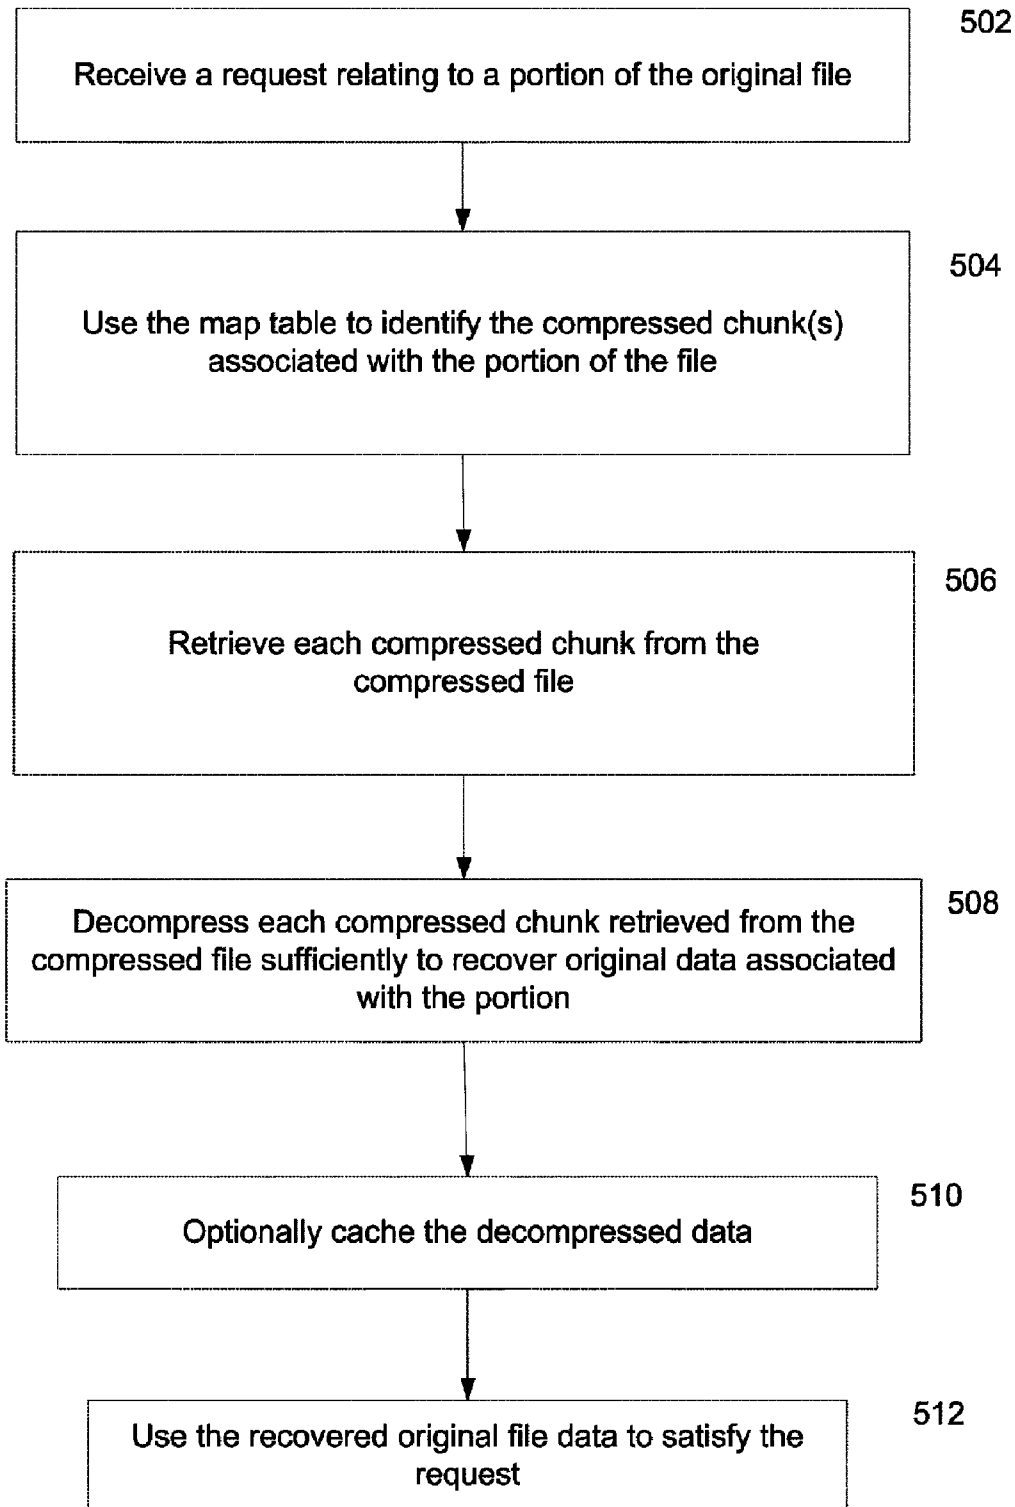 502
Receive a request relating to a portion of the original file
504
Use the map table to identify the compressed chunk(s)
associated with the portion of the file
506
Retrieve each compressed chunk from the
compressed file
508
Decompress each compressed chunk retrieved from the
compressed file sufficiently to recover original data associated
with the portion
510
Optionally cache the decompressed data
512
Use the recovered original file data to satisfy the
request